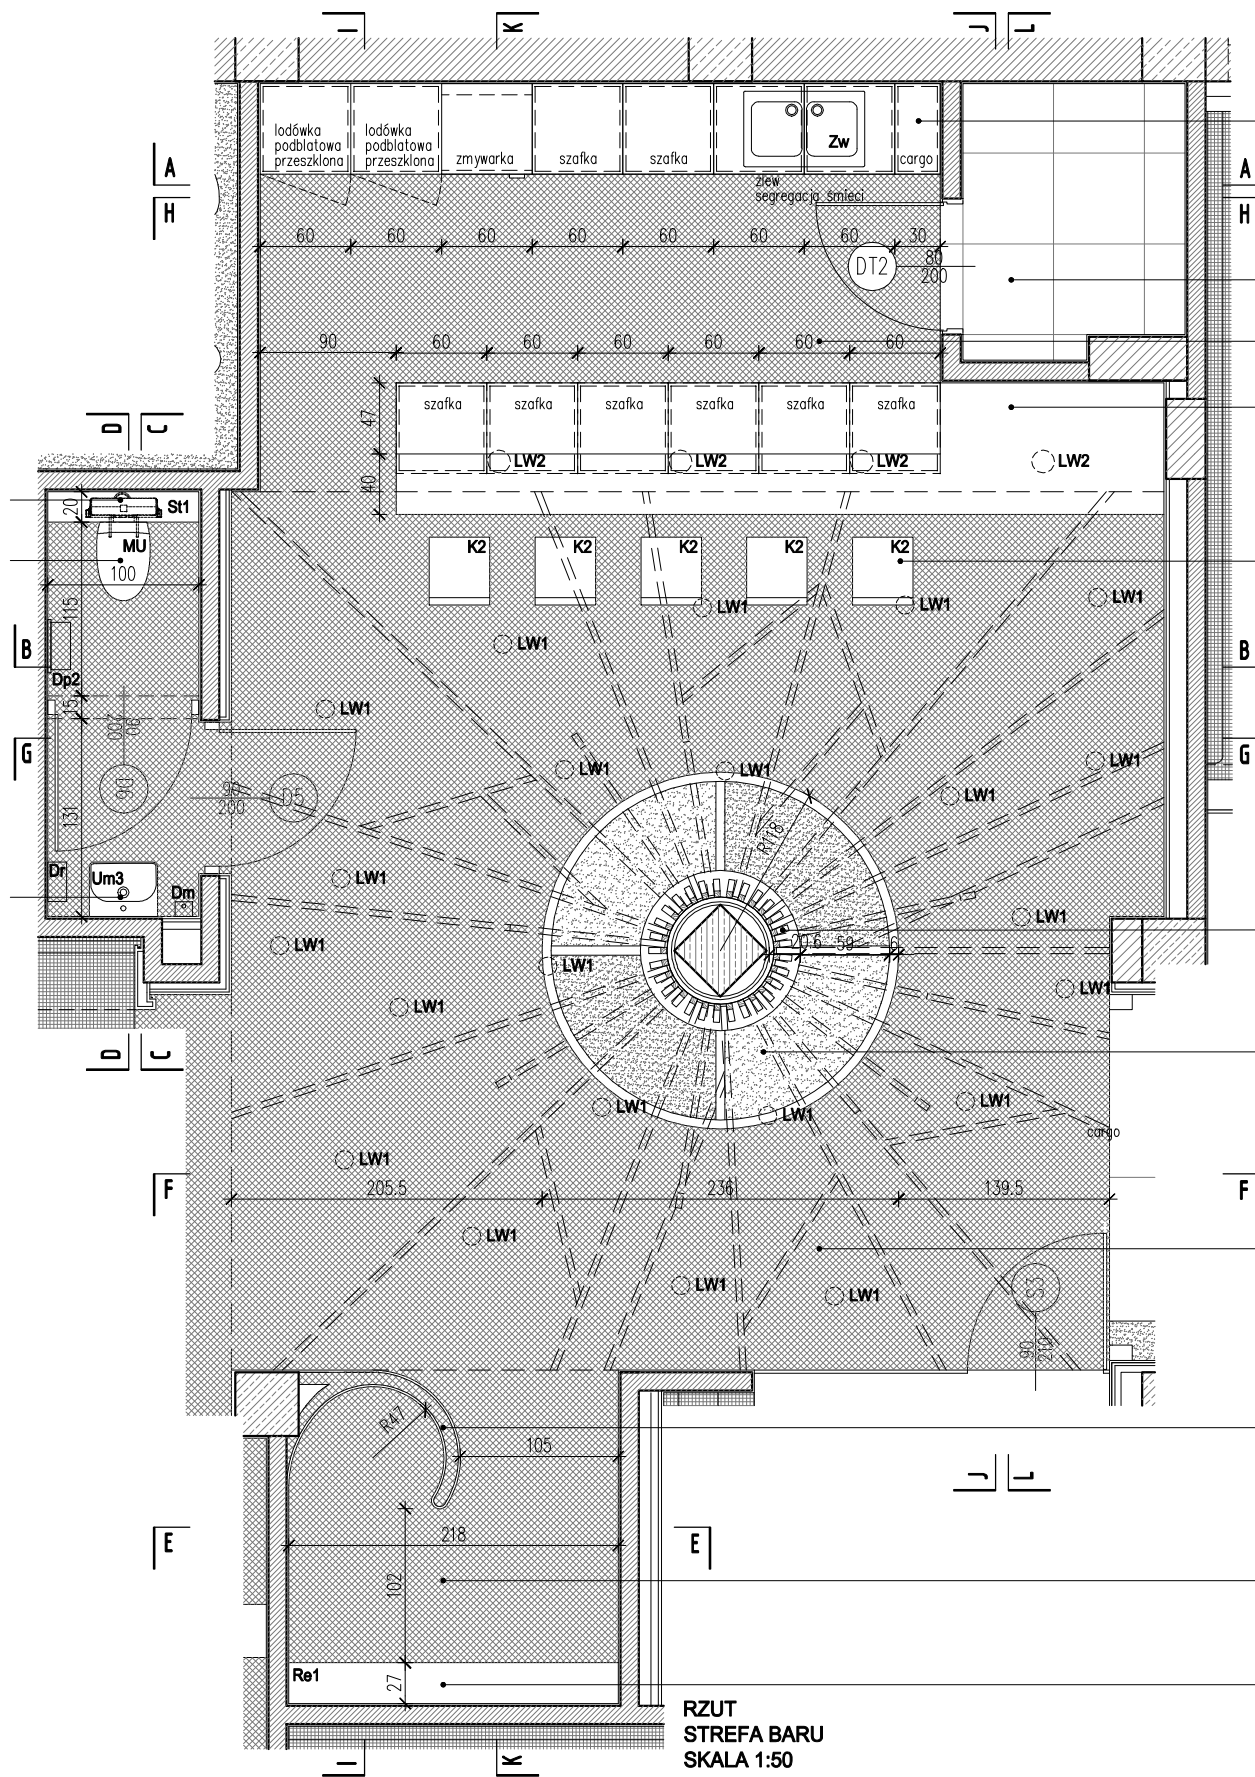 I
K
J
L
lodówka
podblatowa
przeszklona
lodówka
podblatowa
przeszklona
zmywarka
szafka
szafka
Zw
cargo
zlew
segregacja śmieci
A
H
A
H
60
60
60
60
60
60
60
30
DT2
80
200
90
60
60
60
60
60
60
szafka
szafka
szafka
szafka
szafka
szafka
47
40
LW2
LW2
LW2
LW2
D
C
20
St1
MU
100
115
K2
K2
K2
K2
K2
LW1
LW1
LW1
LW1
B
B
Dp2
15
LW1
90
200
G
G
D6
131
90
200
D5
LW1
LW1
LW1
LW1
R118
Dr
Um3
Dm
LW1
LW1
LW1
20.6
59
6
LW1
LW1
LW1
D
C
LW1
LW1
LW1
cargo
LW1
F
F
205.5
236
139.5
LW1
LW1
LW1
S3
90
210
R47
105
J
L
E
E
218
102
Re1
27
RZUT
STREFA BARU
SKALA 1:50
I
K